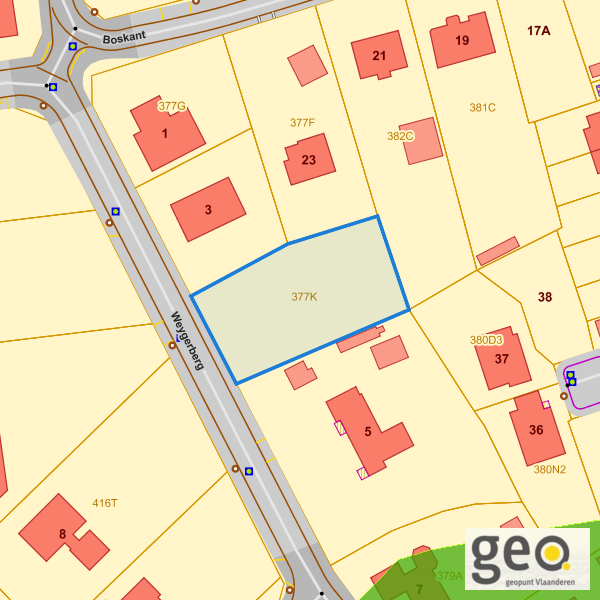 Boskant
17A
19
21
377G
1
377F
381C
382C
23
3
377K
38
Weygerberg
380D3
37
5
36
380N2
416T
8
379A
7
geo
geopunt Vlaanderen